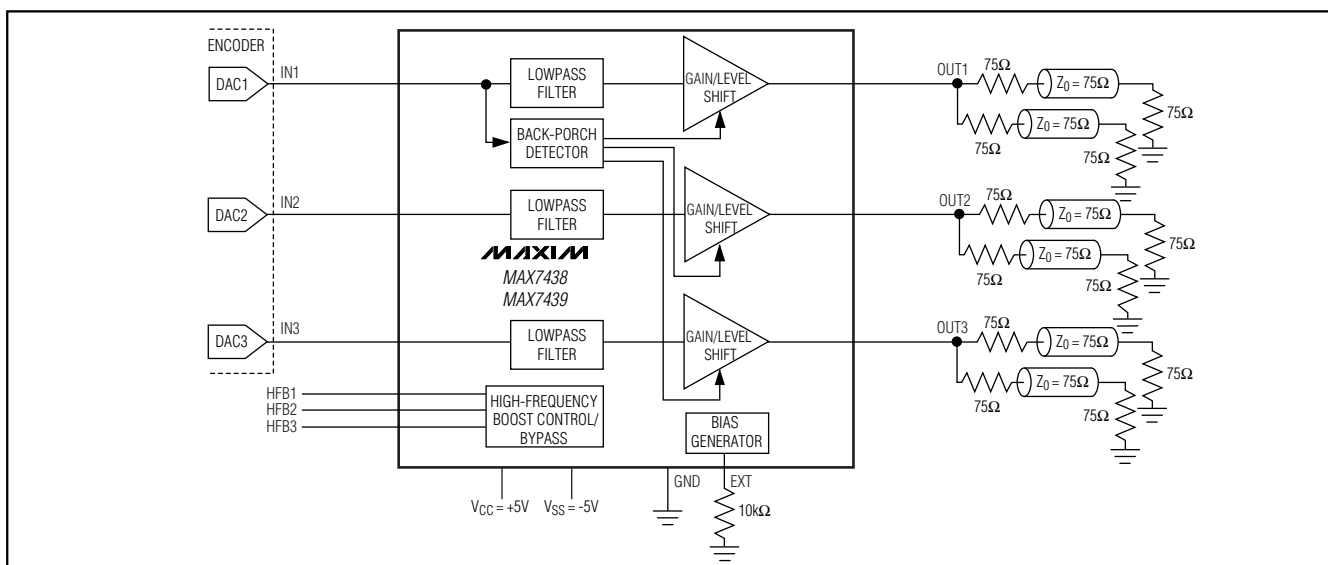 ENCODER
DAC1
IN1
LOWPASS
FILTER
GAIN/LEVEL
SHIFT
OUT1
75Ω
Z0 = 75Ω
75Ω
75Ω
Z0 = 75Ω
75Ω
BACK-PORCH
DETECTOR
DAC2
IN2
LOWPASS
FILTER
GAIN/LEVEL
SHIFT
OUT2
75Ω
Z0 = 75Ω
75Ω
75Ω
Z0 = 75Ω
75Ω
MAXIM
MAX7438
MAX7439
DAC3
IN3
LOWPASS
FILTER
GAIN/LEVEL
SHIFT
OUT3
75Ω
Z0 = 75Ω
75Ω
75Ω
Z0 = 75Ω
75Ω
HFB1
HFB2
HFB3
HIGH-FREQUENCY
BOOST CONTROL/
BYPASS
BIAS
GENERATOR
VCC = +5V
VSS = -5V
GND
EXT
10kΩ